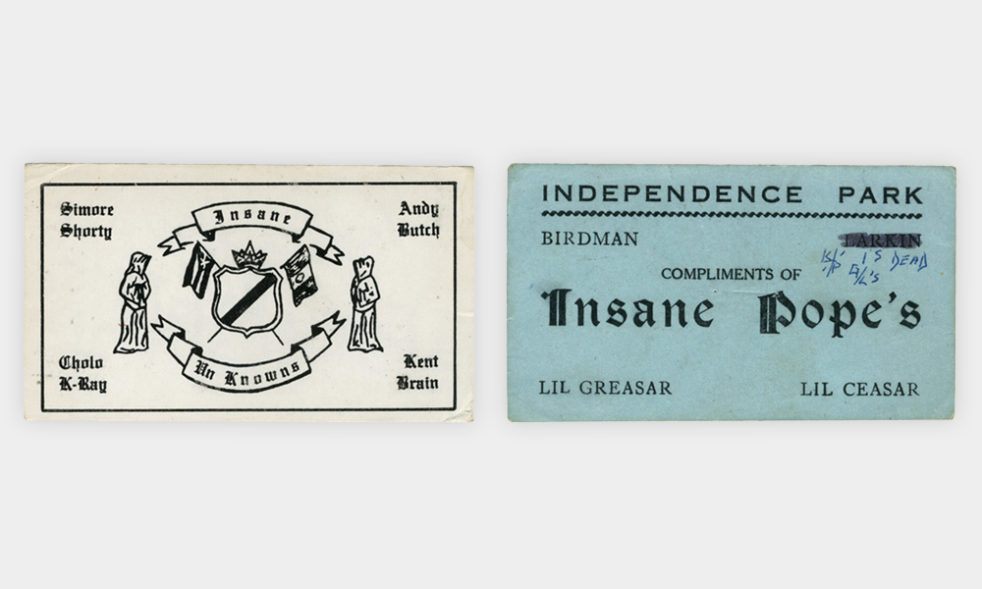 Simore
Shorty
Insane
Andy
Butch
Cholo
K-Ray
Un Knowns
Kent
Brain
INDEPENDENCE PARK
BIRDMAN
LARKIN
IS DEAD
COMPLIMENTS OF
Insane Pope's
LIL GREASAR
LIL CEASAR